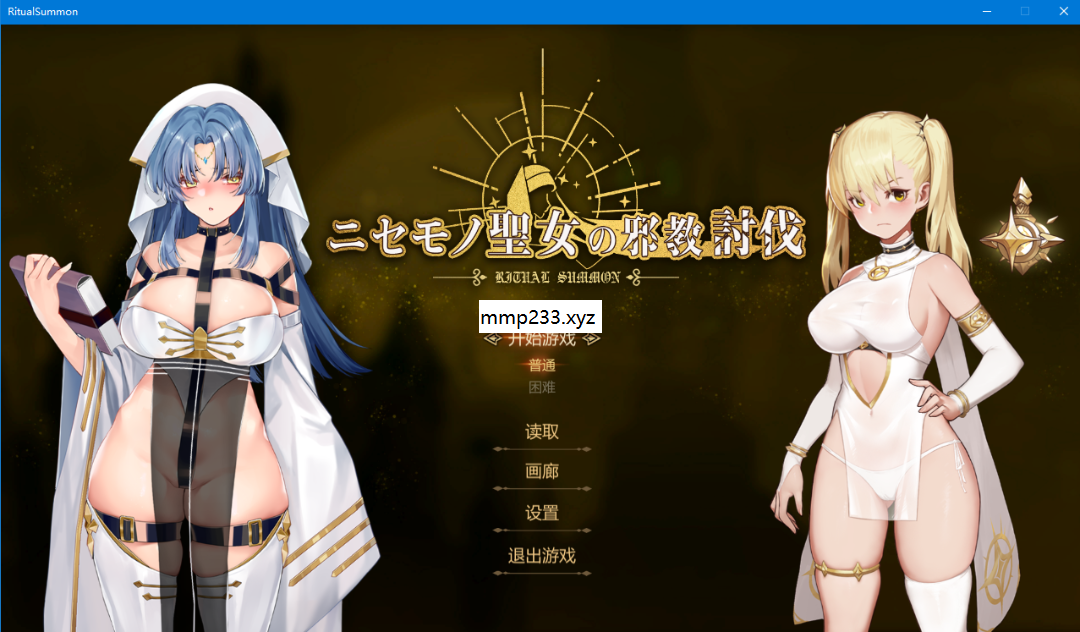 RitualSummon
ニセモノ聖女の邪教討伐
RITUAL SUMMON
mmp233.xyz
开始游戏
普通
困难
读取
画廊
设置
退出游戏